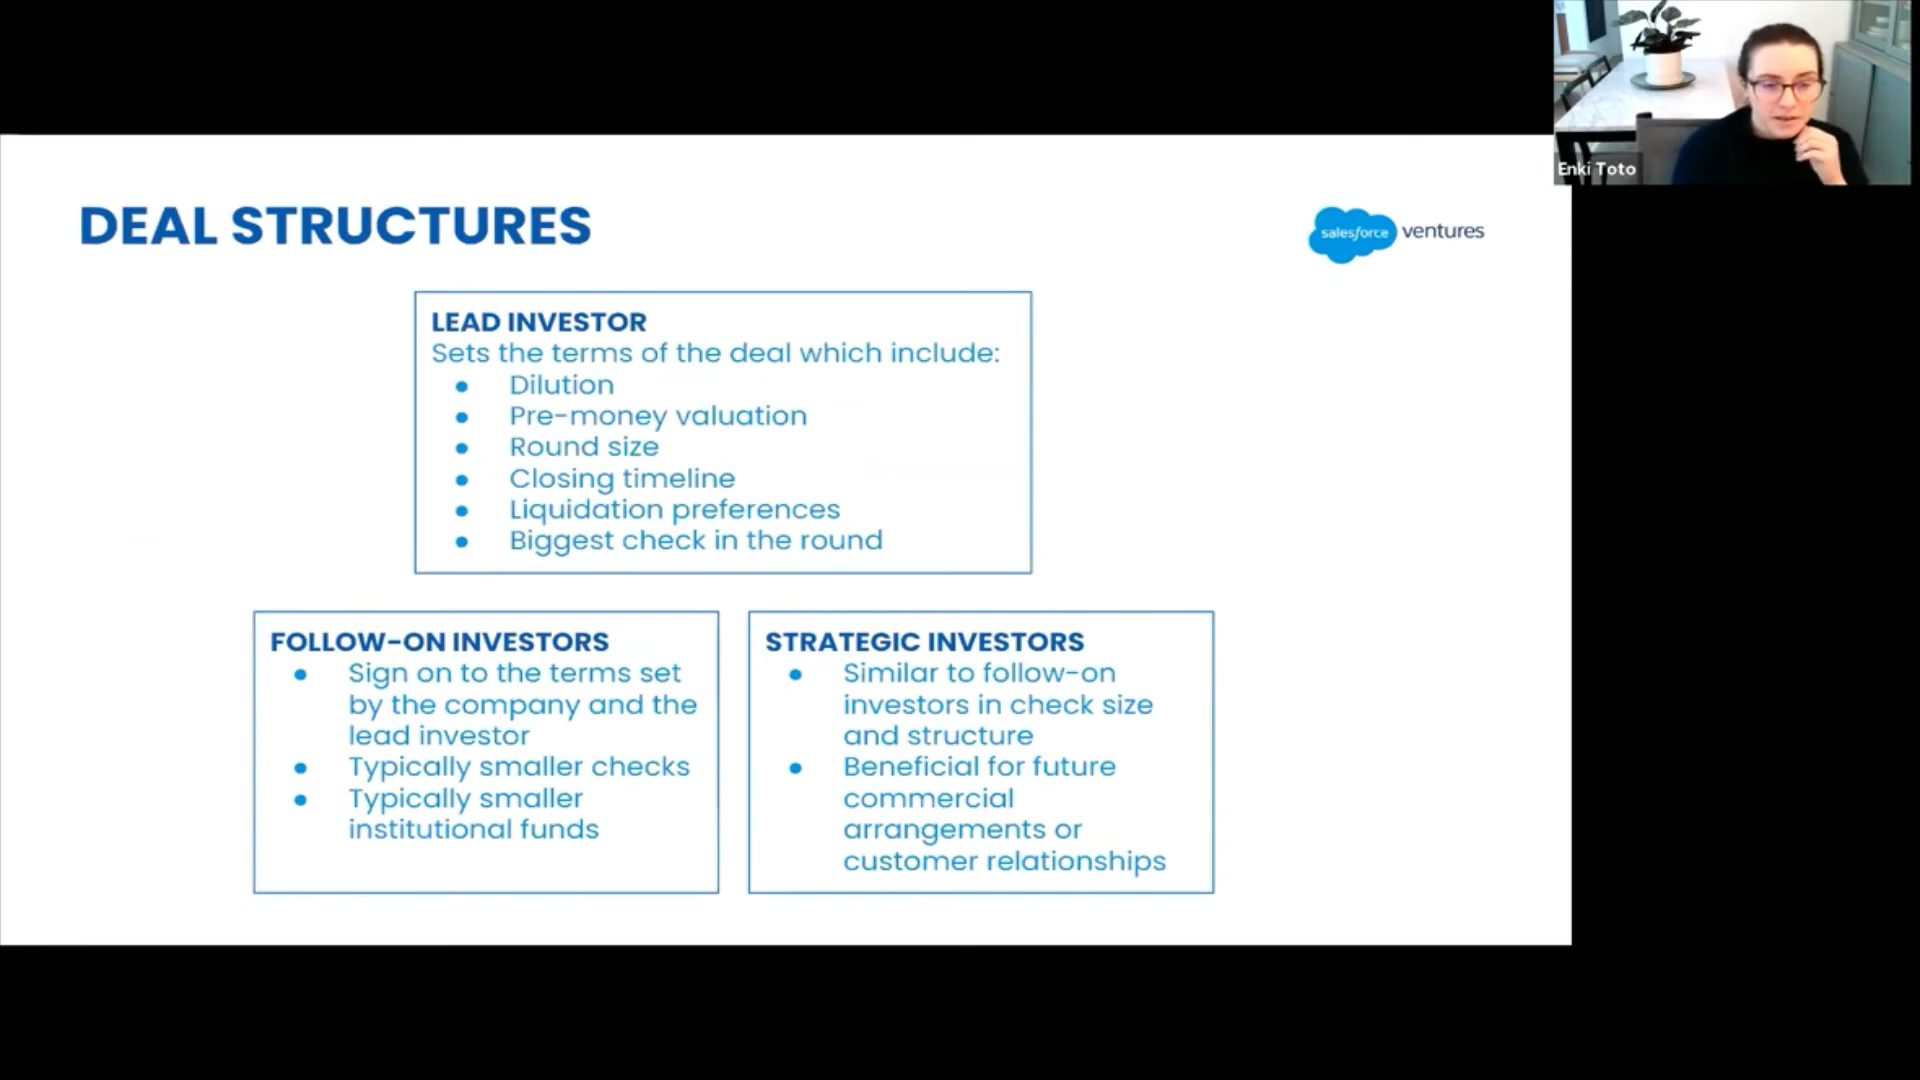 Enki Toto
DEAL STRUCTURES
salesforce ventures
LEAD INVESTOR
Sets the terms of the deal which include:
● Dilution
● Pre-money valuation
● Round size
● Closing timeline
● Liquidation preferences
● Biggest check in the round
FOLLOW-ON INVESTORS
● Sign on to the terms set
by the company and the
lead investor
● Typically smaller checks
● Typically smaller
institutional funds
STRATEGIC INVESTORS
● Similar to follow-on
investors in check size
and structure
● Beneficial for future
commercial
arrangements or
customer relationships